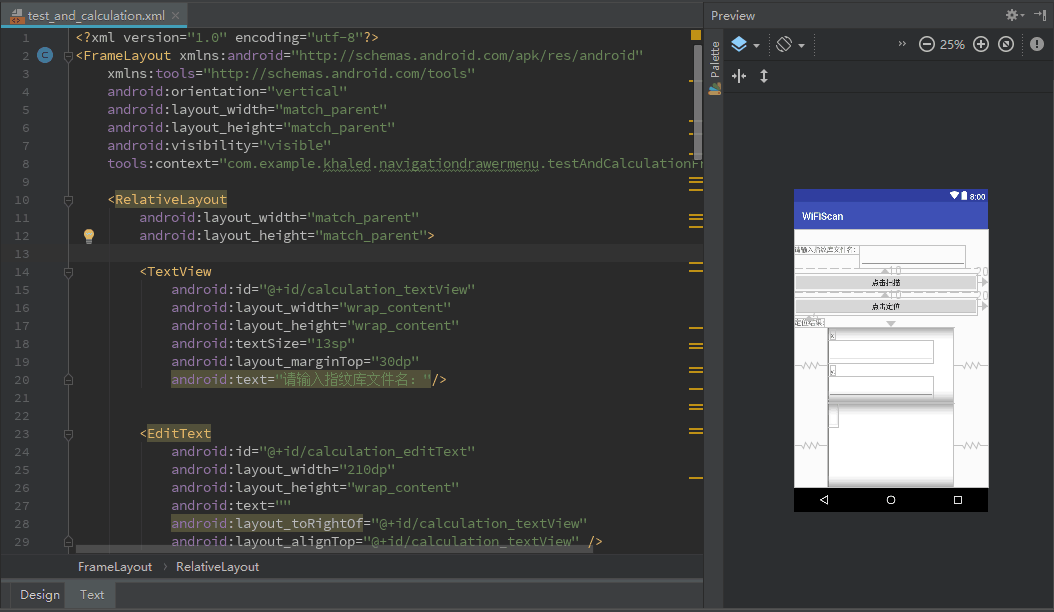 test_and_calculation.xml
1 <?xml version="1.0" encoding="utf-8"?>
2 <FrameLayout xmlns:android="http://schemas.android.com/apk/res/android"
3 xmlns:tools="http://schemas.android.com/tools"
4 android:orientation="vertical"
5 android:layout_width="match_parent"
6 android:layout_height="match_parent"
7 android:visibility="visible"
8 tools:context="com.example.khaled.navigationdrawermenu.testAndCalculationFr
9
10 <RelativeLayout
11 android:layout_width="match_parent"
12 android:layout_height="match_parent">
13
14 <TextView
15 android:id="@+id/calculation_textView"
16 android:layout_width="wrap_content"
17 android:layout_height="wrap_content"
18 android:textSize="13sp"
19 android:layout_marginTop="30dp"
20 android:text="请输入指纹库文件名："/>
21
22
23 <EditText
24 android:id="@+id/calculation_editText"
25 android:layout_width="210dp"
26 android:layout_height="wrap_content"
27 android:text=""
28 android:layout_toRightOf="@+id/calculation_textView"
29 android:layout_alignTop="@+id/calculation_textView" />
FrameLayout RelativeLayout
Design Text
Preview
Palette
25%
8:00
WiFiScan
请输入指纹库文件名:
10 20
点击扫描
10 20
点击定位
定位结果:
x
y